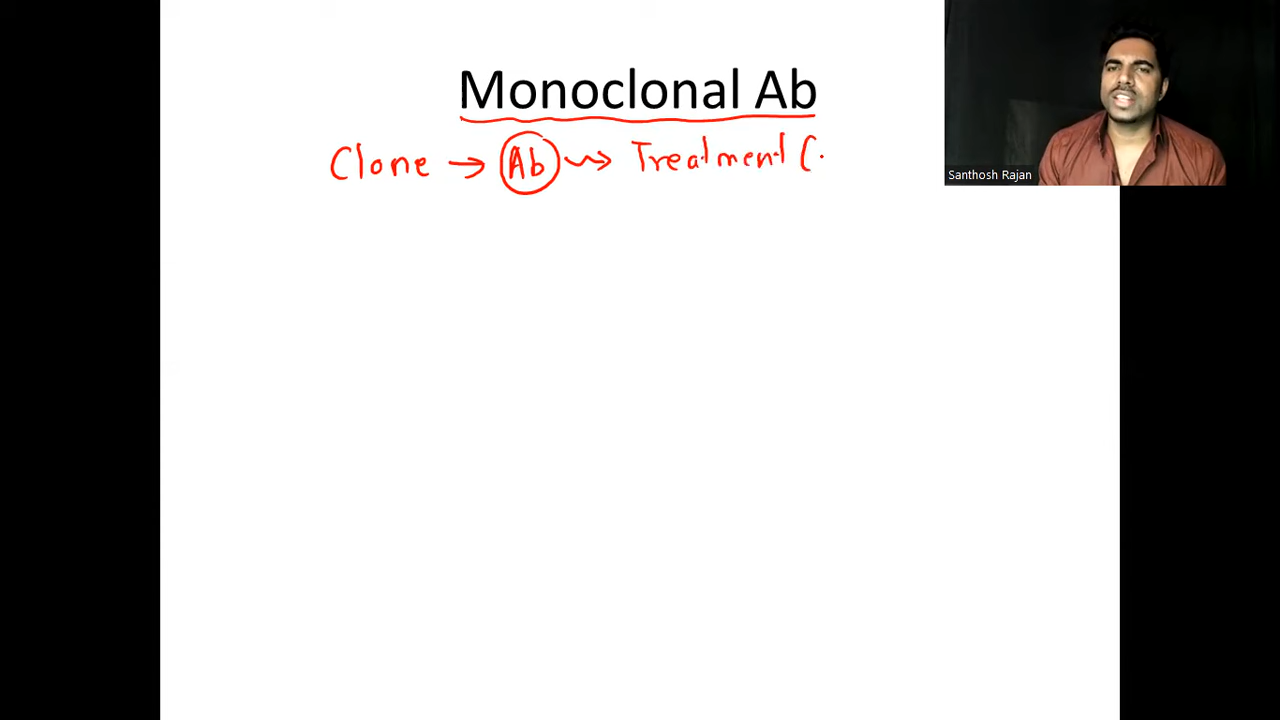 Monoclonal Ab
Clone → Ab → Treatment (
Santhosh Rajan